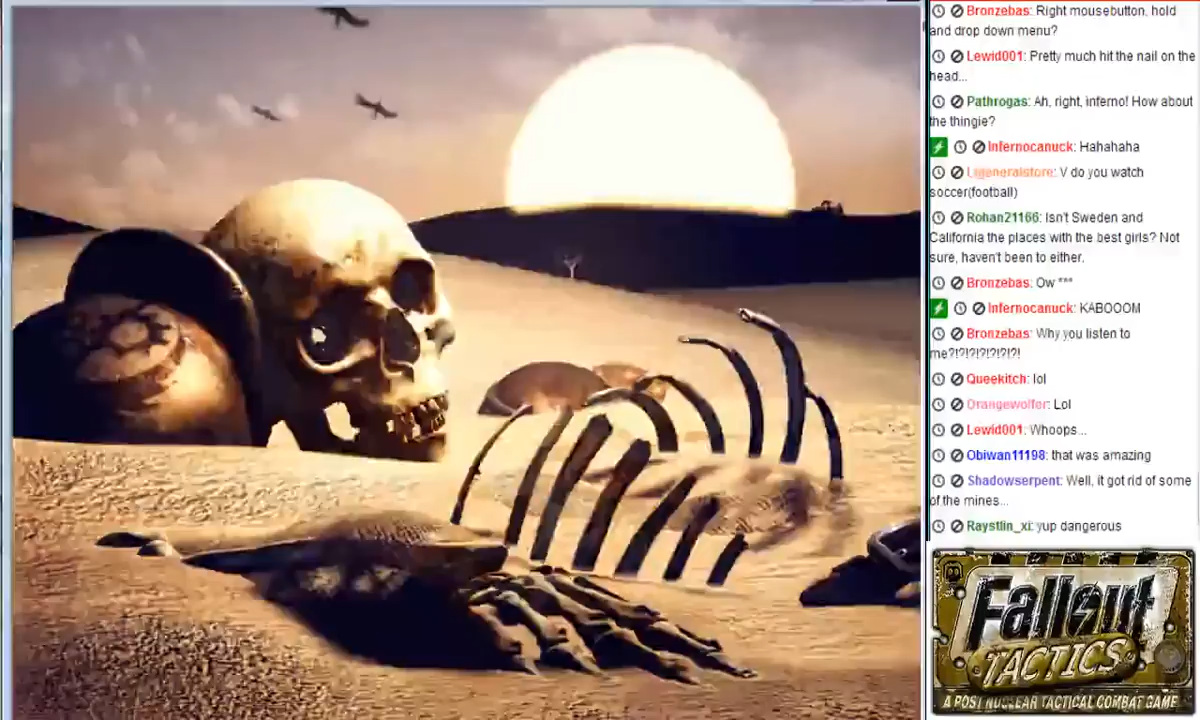 Bronzebas: Right mousebutton, hold
and drop down menu?
Lewid001: Pretty much hit the nail on the
head...
Pathrogas: Ah, right, inferno! How about
the thingie?
Infernocanuck: Hahahaha
Ligeneralstore: V do you watch
soccer(football)
Rohan21166: Isn't Sweden and
California the places with the best girls? Not
sure, haven't been to either.
Bronzebas: Ow ***
Infernocanuck: KABOOOM
Bronzebas: Why you listen to
me?!?!?!?!?!?!
Queekitch: lol
Orangewolfer: Lol
Lewid001: Whoops...
Obiwan11198: that was amazing
Shadowserpent: Well, it got rid of some
of the mines...
Raystlin_xi: yup dangerous
Fallout
TACTICS
A POST NUCLEAR TACTICAL COMBAT GAME